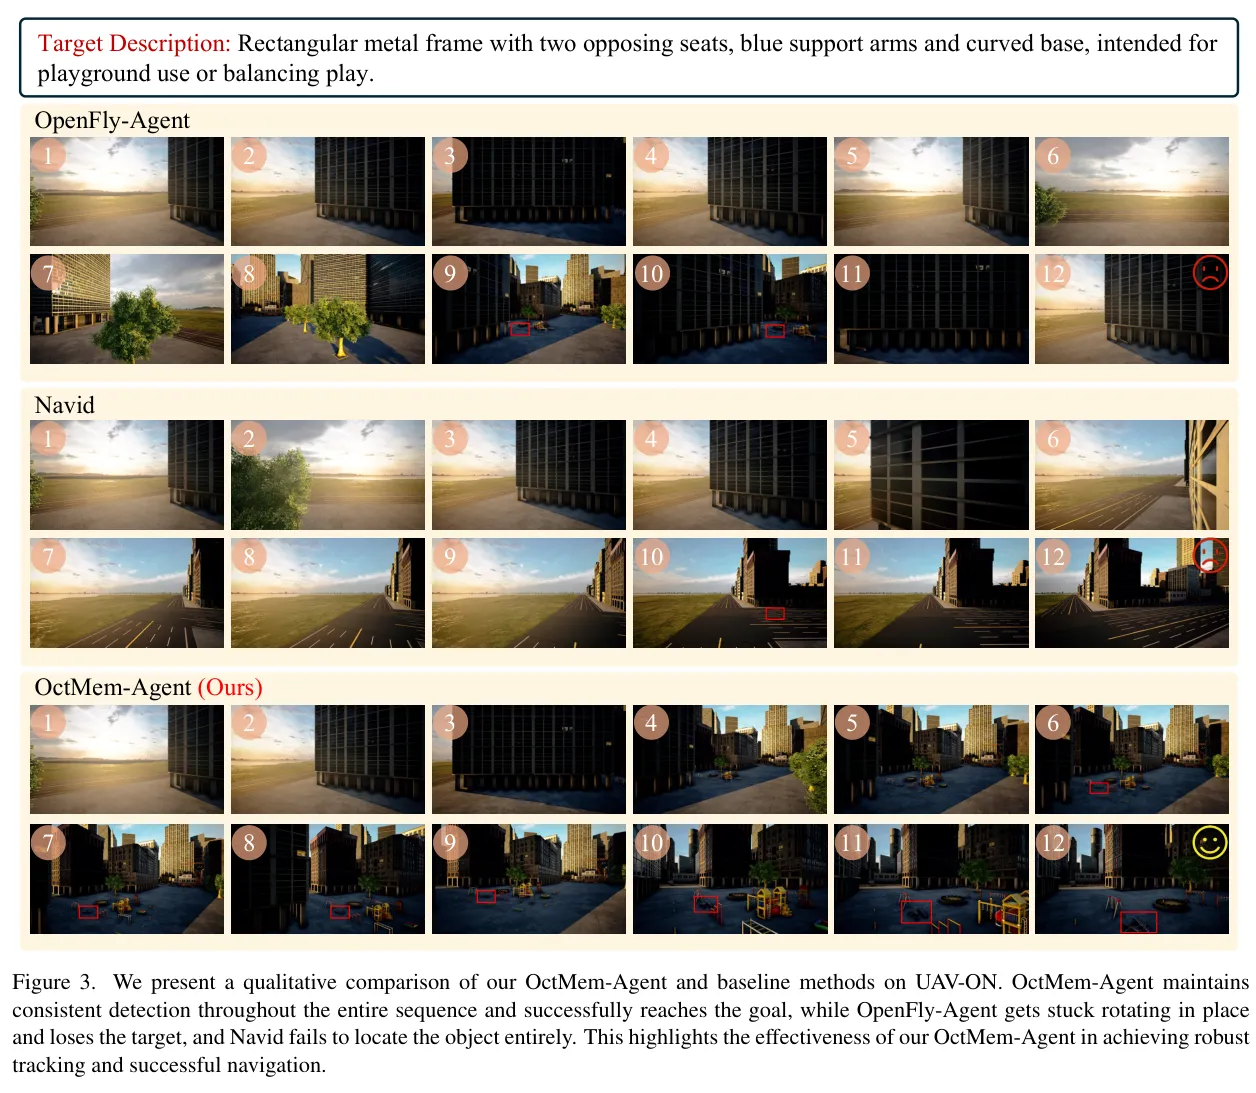 Target Description: Rectangular metal frame with two opposing seats, blue support arms and curved base, intended for
playground use or balancing play.
OpenFly-Agent
1 2 3 4 5 6
7 8 9 10 11 12
Navid
1 2 3 4 5 6
7 8 9 10 11 12
OctMem-Agent (Ours)
1 2 3 4 5 6
7 8 9 10 11 12
Figure 3. We present a qualitative comparison of our OctMem-Agent and baseline methods on UAV-ON. OctMem-Agent maintains
consistent detection throughout the entire sequence and successfully reaches the goal, while OpenFly-Agent gets stuck rotating in place
and loses the target, and Navid fails to locate the object entirely. This highlights the effectiveness of our OctMem-Agent in achieving robust
tracking and successful navigation.